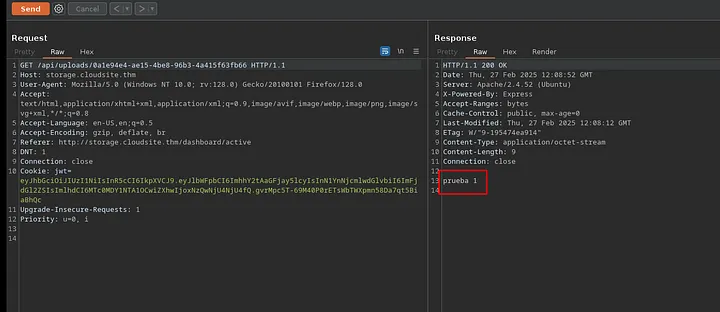 Send
Cancel
Request
Pretty Raw Hex
\n
1 GET /api/uploads/0a1e94e4-ae15-4be8-96b3-4a415f63fb66 HTTP/1.1
2 Host: storage.cloudsite.thm
3 User-Agent: Mozilla/5.0 (Windows NT 10.0; rv:128.0) Gecko/20100101 Firefox/128.0
4 Accept:
text/html,application/xhtml+xml,application/xml;q=0.9,image/avif,image/webp,image/png,image/s
vg+xml,*/*;q=0.8
5 Accept-Language: en-US,en;q=0.5
6 Accept-Encoding: gzip, deflate, br
7 Referer: http://storage.cloudsite.thm/dashboard/active
8 DNT: 1
9 Connection: close
10 Cookie: jwt=
11 Upgrade-Insecure-Requests: 1
12 Priority: u=0, i
13
14
Response
Pretty Raw Hex Render
1 HTTP/1.1 200 OK
2 Date: Thu, 27 Feb 2025 12:08:52 GMT
3 Server: Apache/2.4.52 (Ubuntu)
4 X-Powered-By: Express
5 Accept-Ranges: bytes
6 Cache-Control: public, max-age=0
7 Last-Modified: Thu, 27 Feb 2025 12:08:12 GMT
8 ETag: W/"9-195474ea914"
9 Content-Type: application/octet-stream
10 Content-Length: 9
11 Connection: close
12
13 prueba 1
14